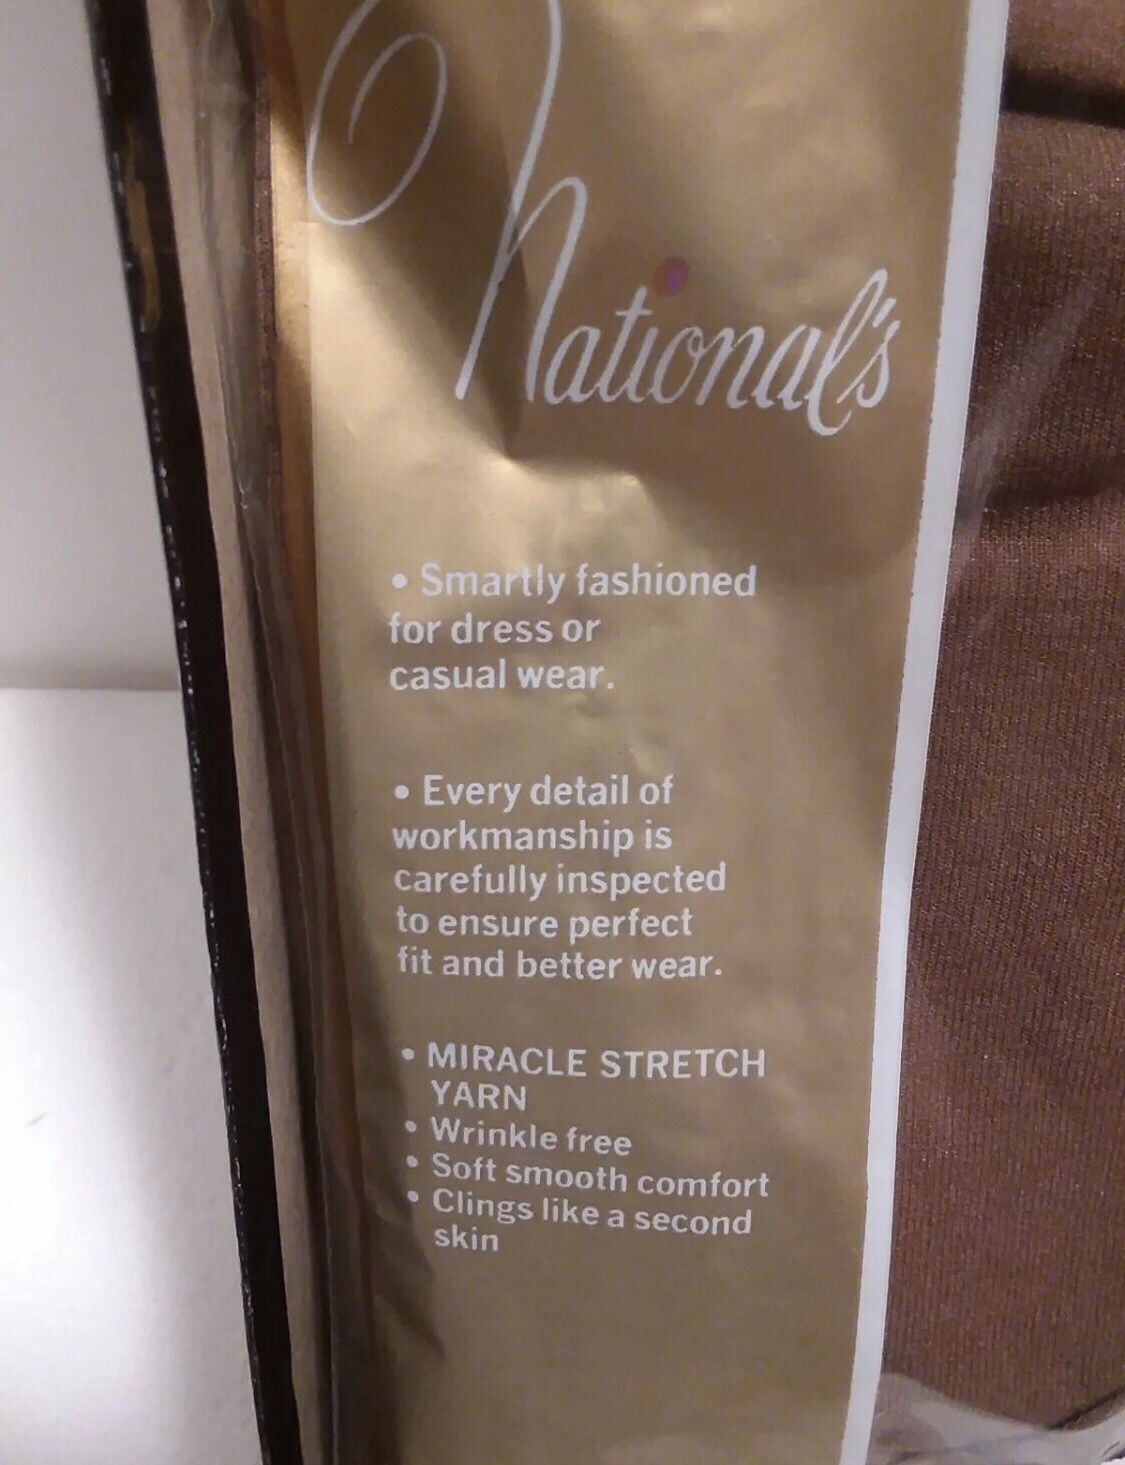 National's
• Smartly fashioned
for dress or
casual wear.
• Every detail of
workmanship is
carefully inspected
to ensure perfect
fit and better wear.
• MIRACLE STRETCH
YARN
• Wrinkle free
• Soft smooth comfort
• Clings like a second
skin